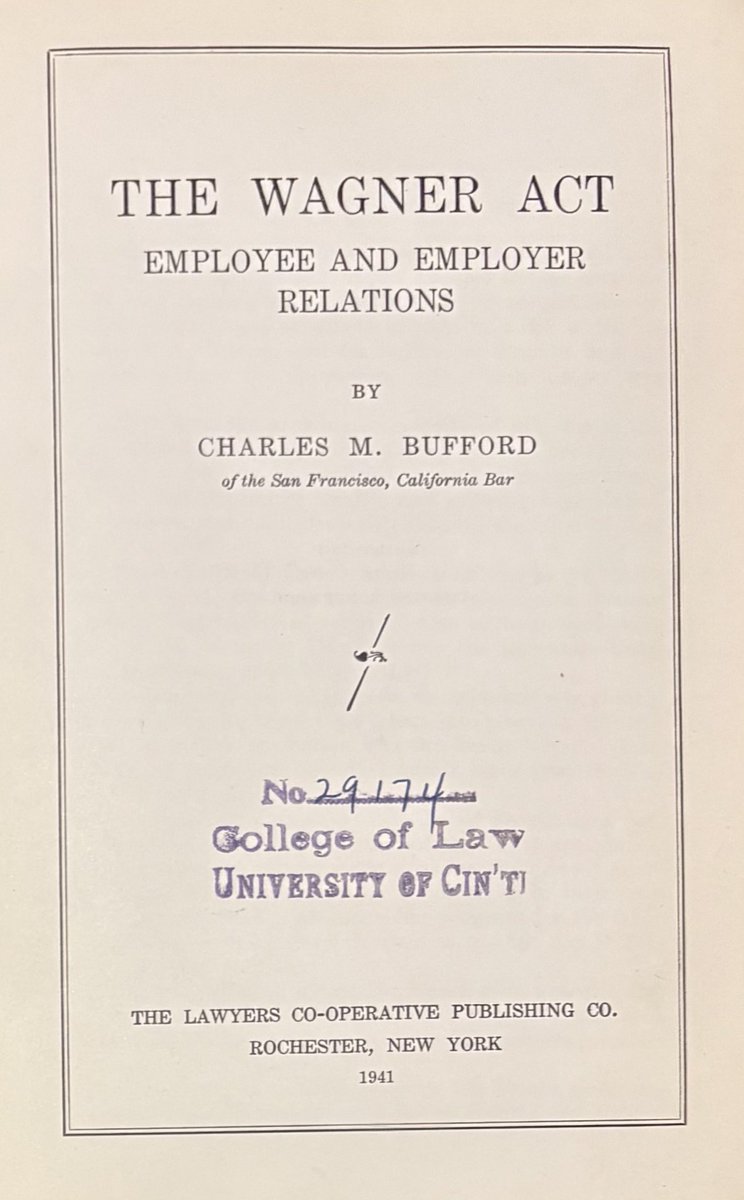 THE WAGNER ACT
EMPLOYEE AND EMPLOYER
RELATIONS
BY
CHARLES M. BUFFORD
of the San Francisco, California Bar
No. 29174
College of Law
UNIVERSITY OF CIN'TI
THE LAWYERS CO-OPERATIVE PUBLISHING CO.
ROCHESTER, NEW YORK
1941